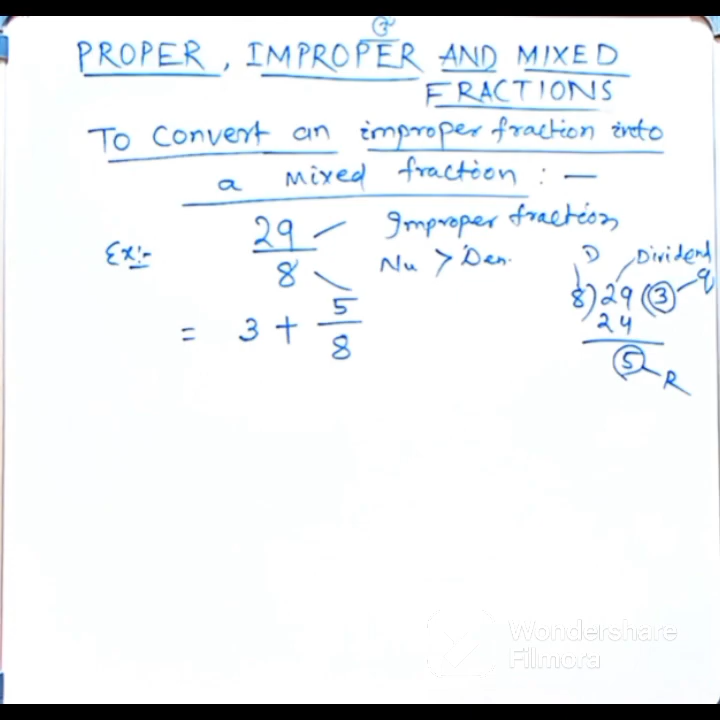 PROPER, IMPROPER AND MIXED
FRACTIONS
To Convert an improper fraction into
a mixed fraction : —
Ex:- 29/8 Improper fraction
Nu > Den.
= 3 + 5/8
D Dividend
8) 29 (3 q
24
5 R
Wondershare
Filmora